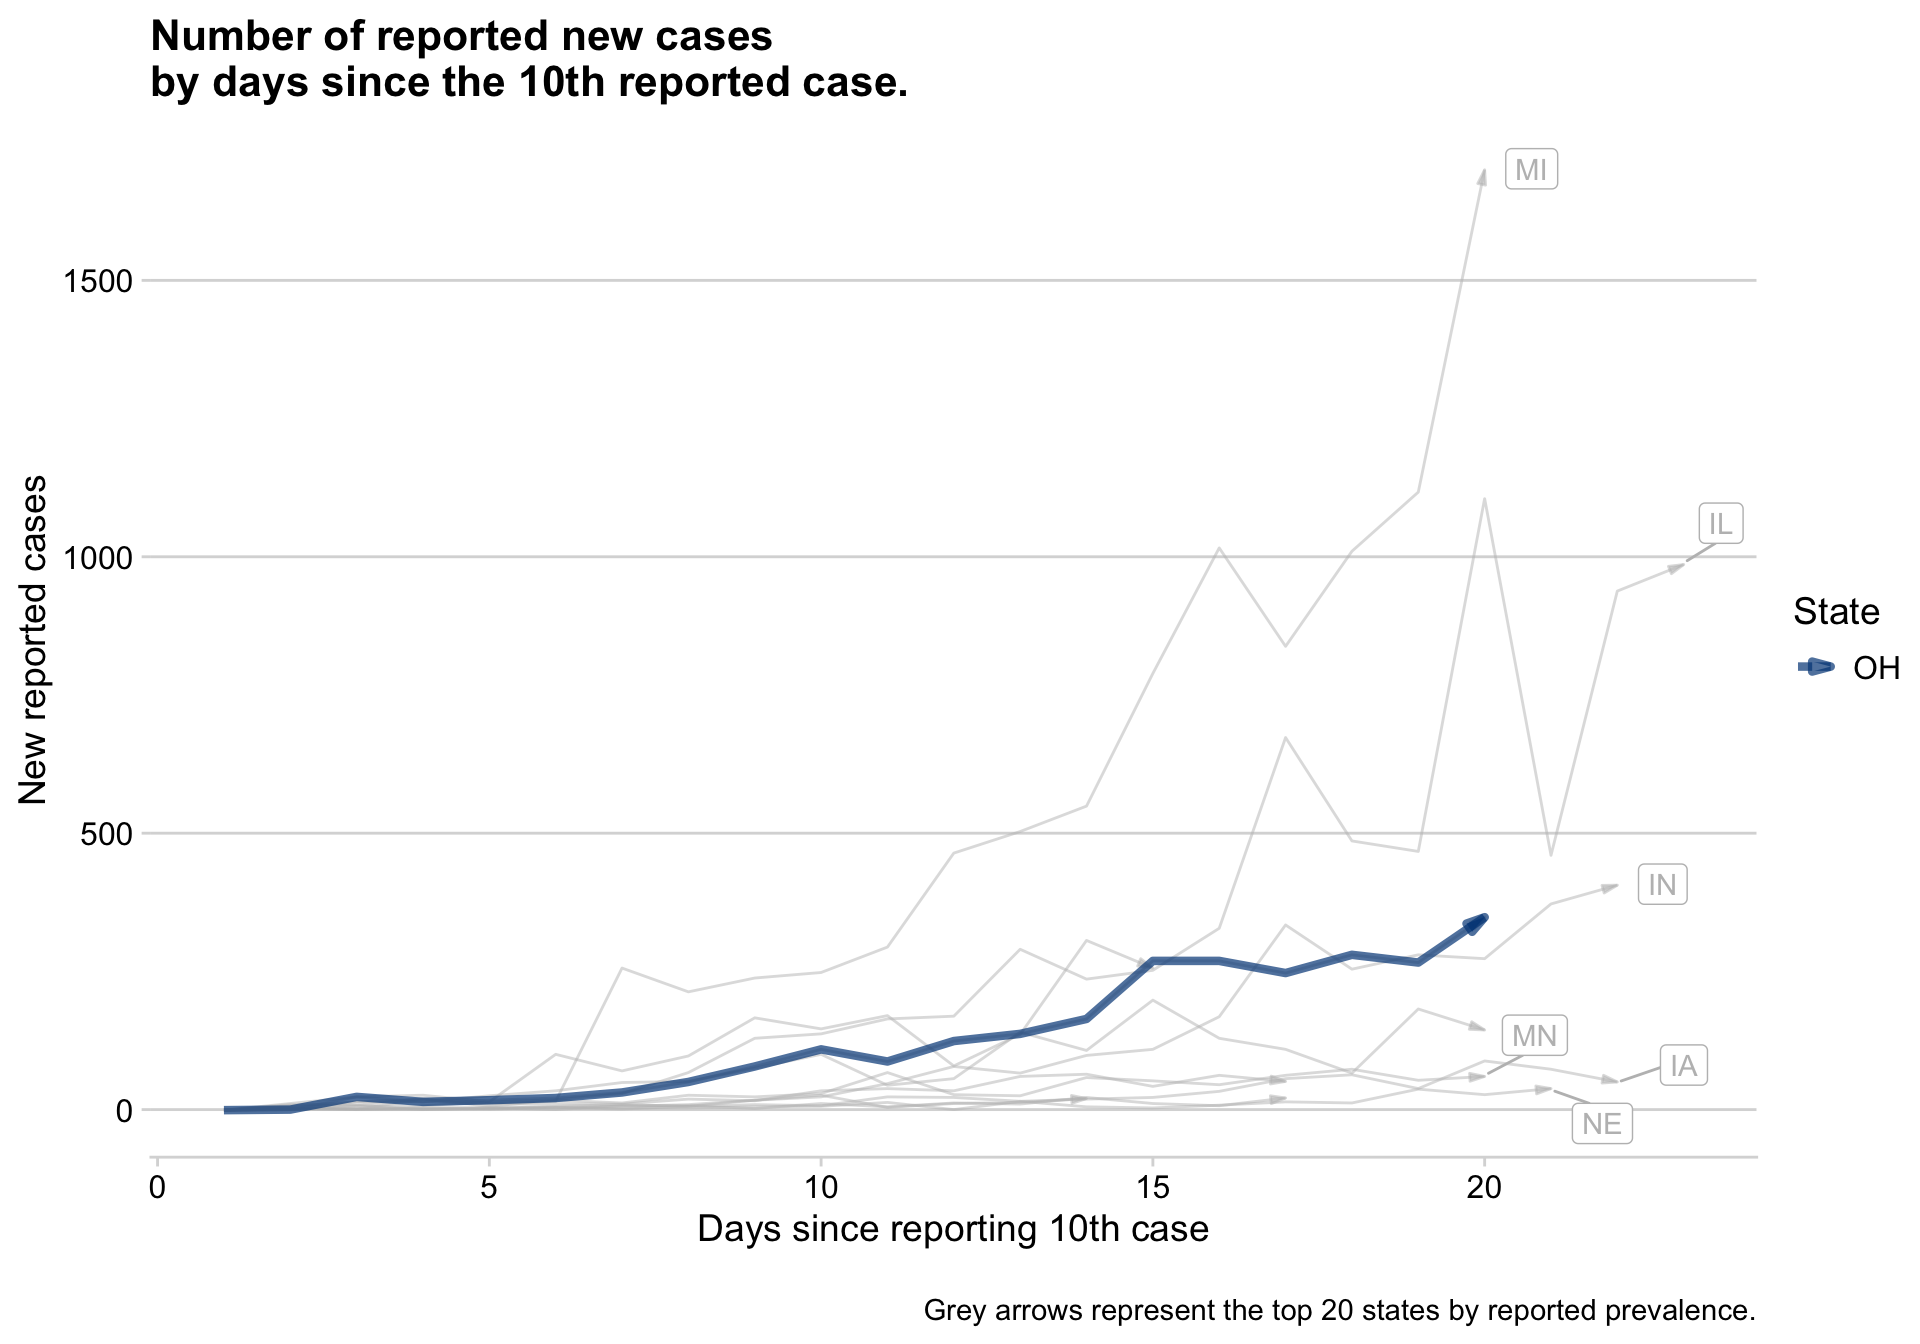 Number of reported new cases
by days since the 10th reported case.
MI
1500
IL
1000
New reported cases
State
OH
500
IN
MN
IA
0
NE
0 5 10 15 20
Days since reporting 10th case
Grey arrows represent the top 20 states by reported prevalence.